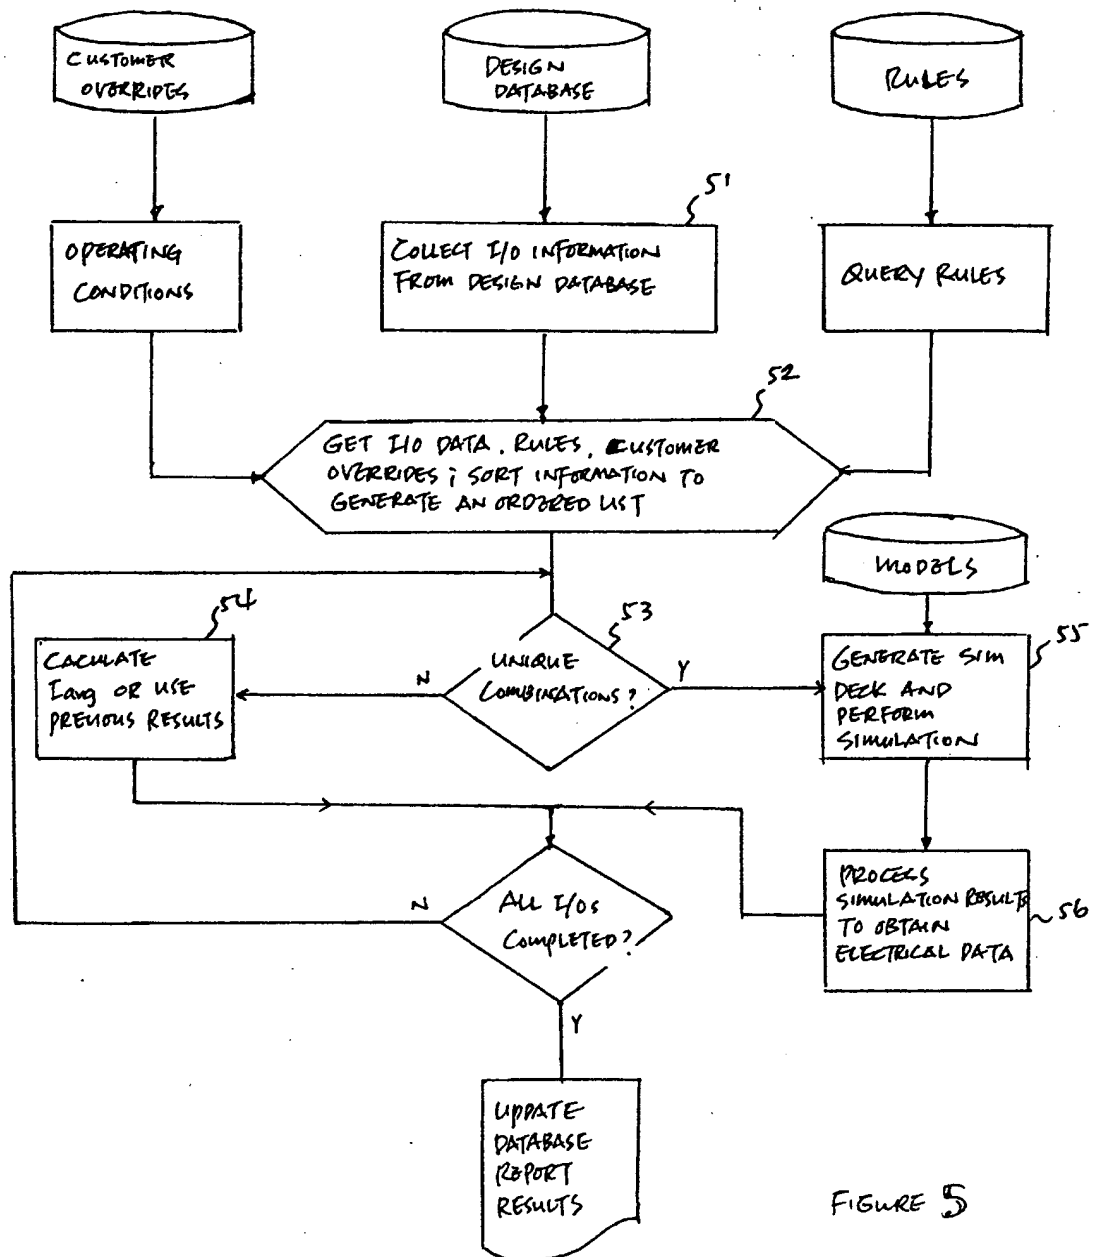 CUSTOMER
OVERRIDES
DESIGN
DATABASE
RULES
51
OPERATING
CONDITIONS
COLLECT I/O INFORMATION
FROM DESIGN DATABASE
QUERY RULES
52
GET I/O DATA, RULES, CUSTOMER
OVERRIDES; SORT INFORMATION TO
GENERATE AN ORDERED LIST
MODELS
54
53
55
CACULATE
Iavg OR USE
PREVIOUS RESULTS
N
UNIQUE
COMBINATIONS?
Y
GENERATE SIM
DECK AND
PERFORM
SIMULATION
N
ALL I/OS
COMPLETED?
Y
PROCESS
SIMULATION RESULTS
TO OBTAIN
ELECTRICAL DATA
56
UPDATE
DATABASE
REPORT
RESULTS
FIGURE 5